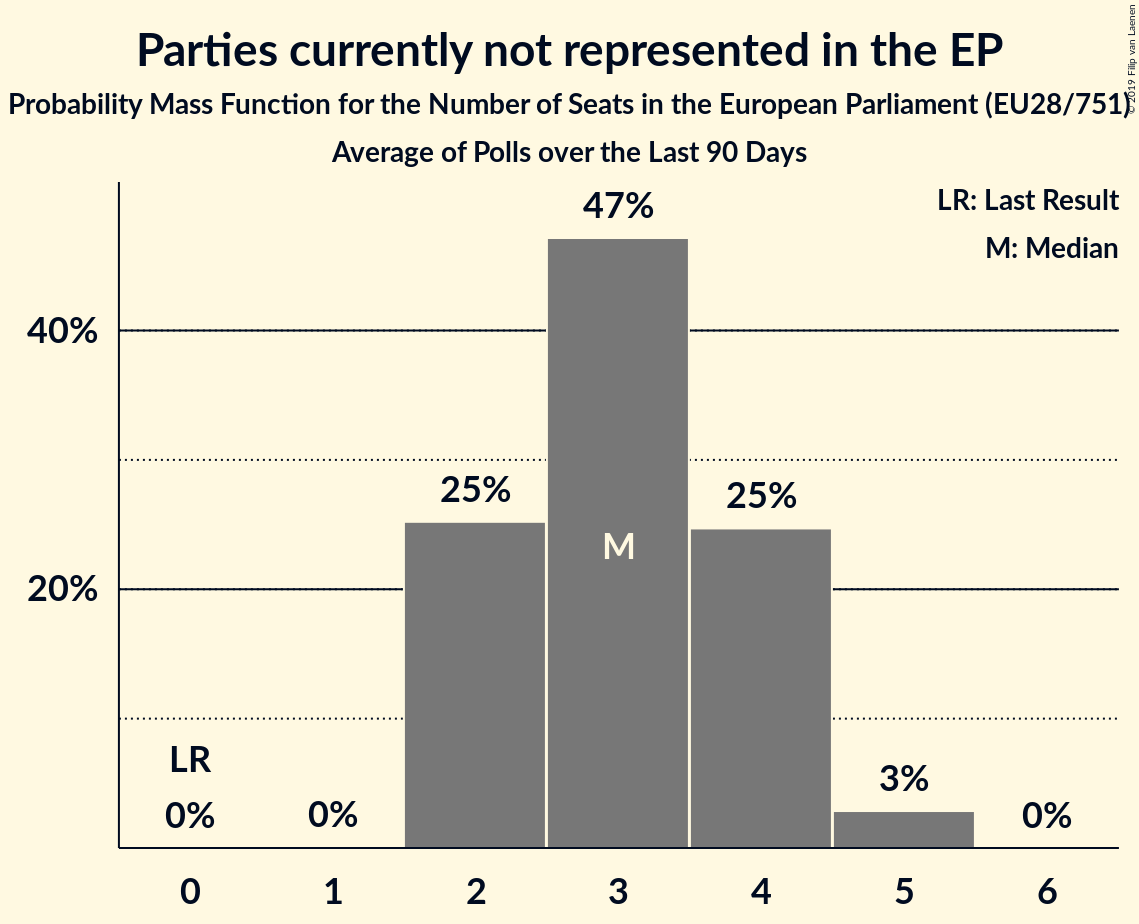 Parties currently not represented in the EP
Probability Mass Function for the Number of Seats in the European Parliament (EU28/751)
Average of Polls over the Last 90 Days
© 2019 Filip van Laenen
LR: Last Result
M: Median
47%
40%
25%
25%
M
20%
LR
3%
0%
0%
0%
0 1 2 3 4 5 6